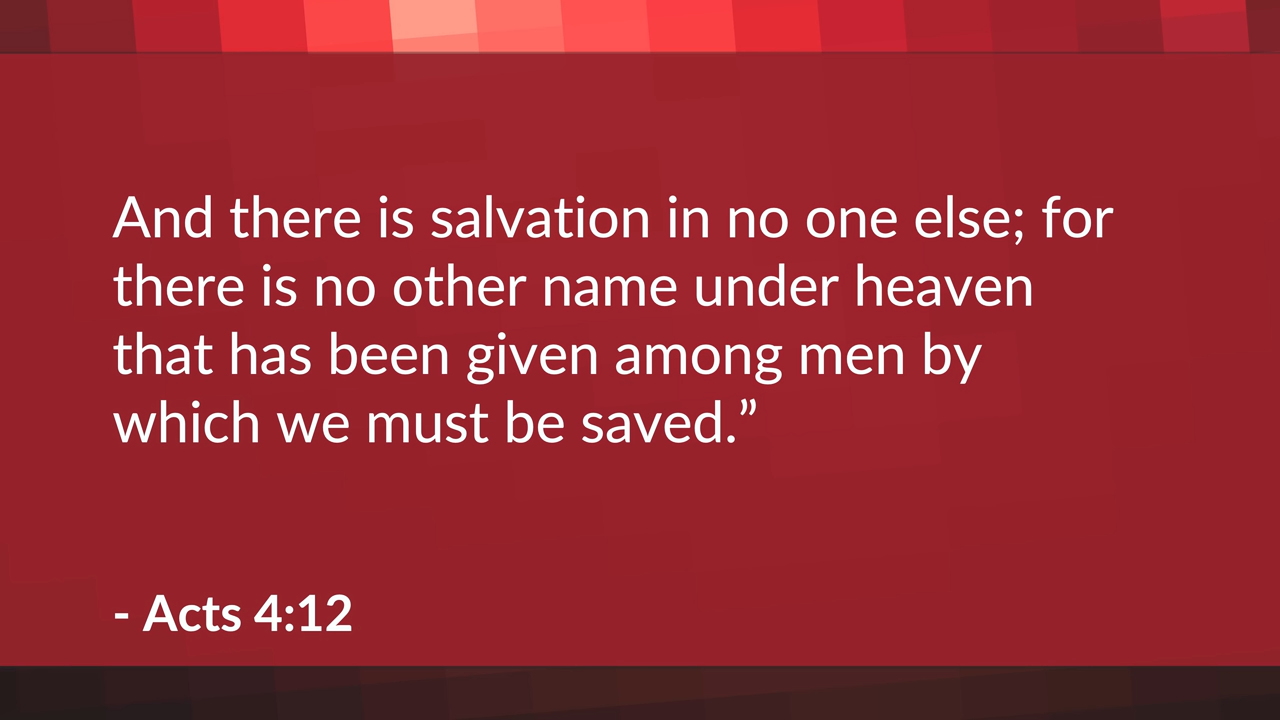 And there is salvation in no one else; for
there is no other name under heaven
that has been given among men by
which we must be saved.”
- Acts 4:12